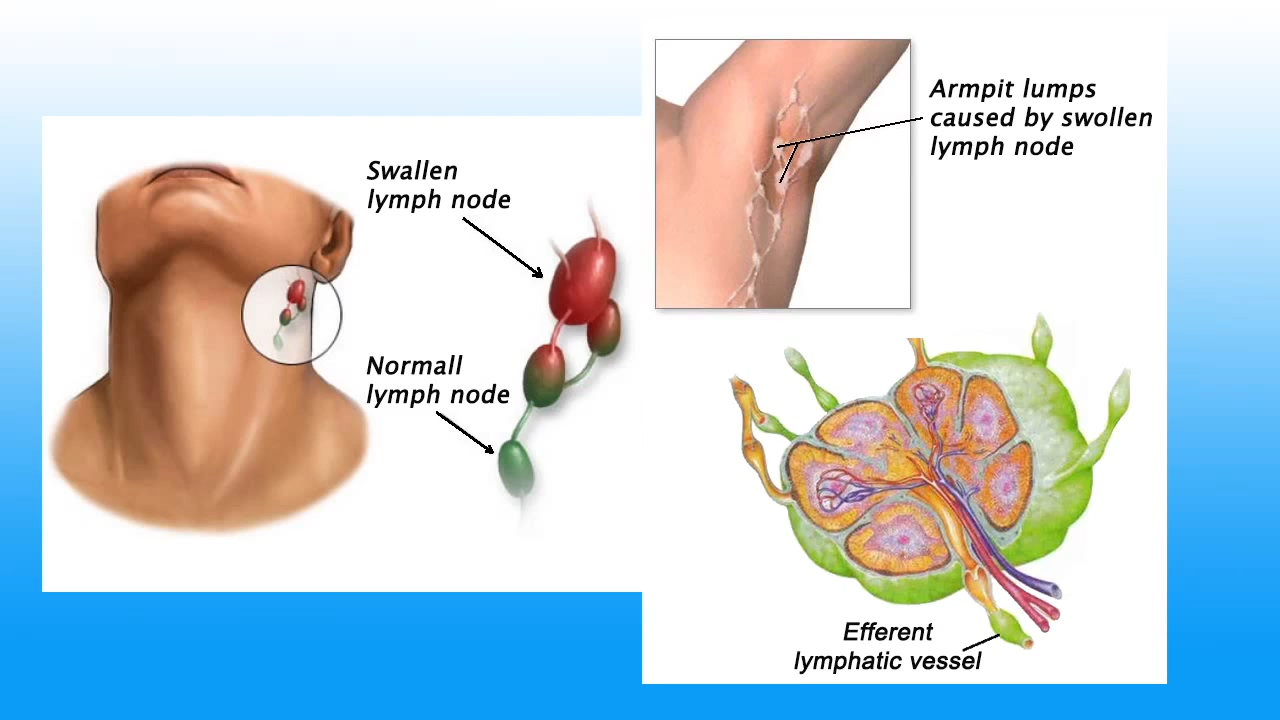 Swallen
lymph node
Normall
lymph node
Armpit lumps
caused by swollen
lymph node
Efferent
lymphatic vessel